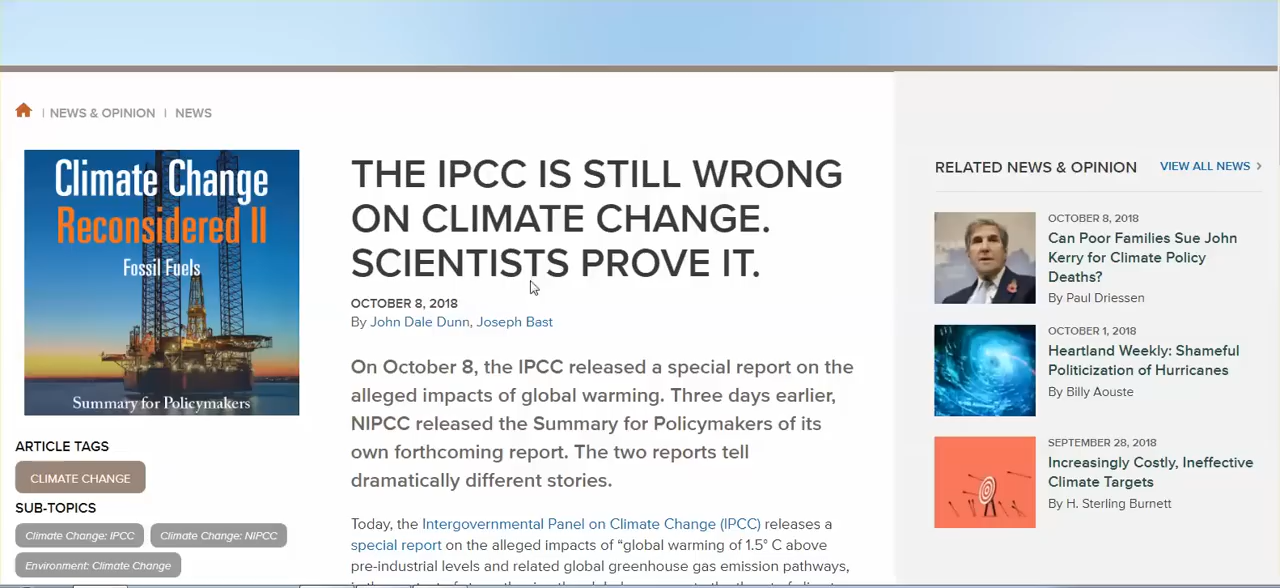 | NEWS & OPINION | NEWS
Climate Change
Reconsidered II
Fossil Fuels
Summary for Policymakers
ARTICLE TAGS
CLIMATE CHANGE
SUB-TOPICS
Climate Change: IPCC
Climate Change: NIPCC
Environment: Climate Change
THE IPCC IS STILL WRONG
ON CLIMATE CHANGE.
SCIENTISTS PROVE IT.
OCTOBER 8, 2018
By John Dale Dunn, Joseph Bast
On October 8, the IPCC released a special report on the
alleged impacts of global warming. Three days earlier,
NIPCC released the Summary for Policymakers of its
own forthcoming report. The two reports tell
dramatically different stories.
Today, the Intergovernmental Panel on Climate Change (IPCC) releases a
special report on the alleged impacts of “global warming of 1.5° C above
pre-industrial levels and related global greenhouse gas emission pathways,
RELATED NEWS & OPINION
VIEW ALL NEWS >
OCTOBER 8, 2018
Can Poor Families Sue John
Kerry for Climate Policy
Deaths?
By Paul Driessen
OCTOBER 1, 2018
Heartland Weekly: Shameful
Politicization of Hurricanes
By Billy Aouste
SEPTEMBER 28, 2018
Increasingly Costly, Ineffective
Climate Targets
By H. Sterling Burnett